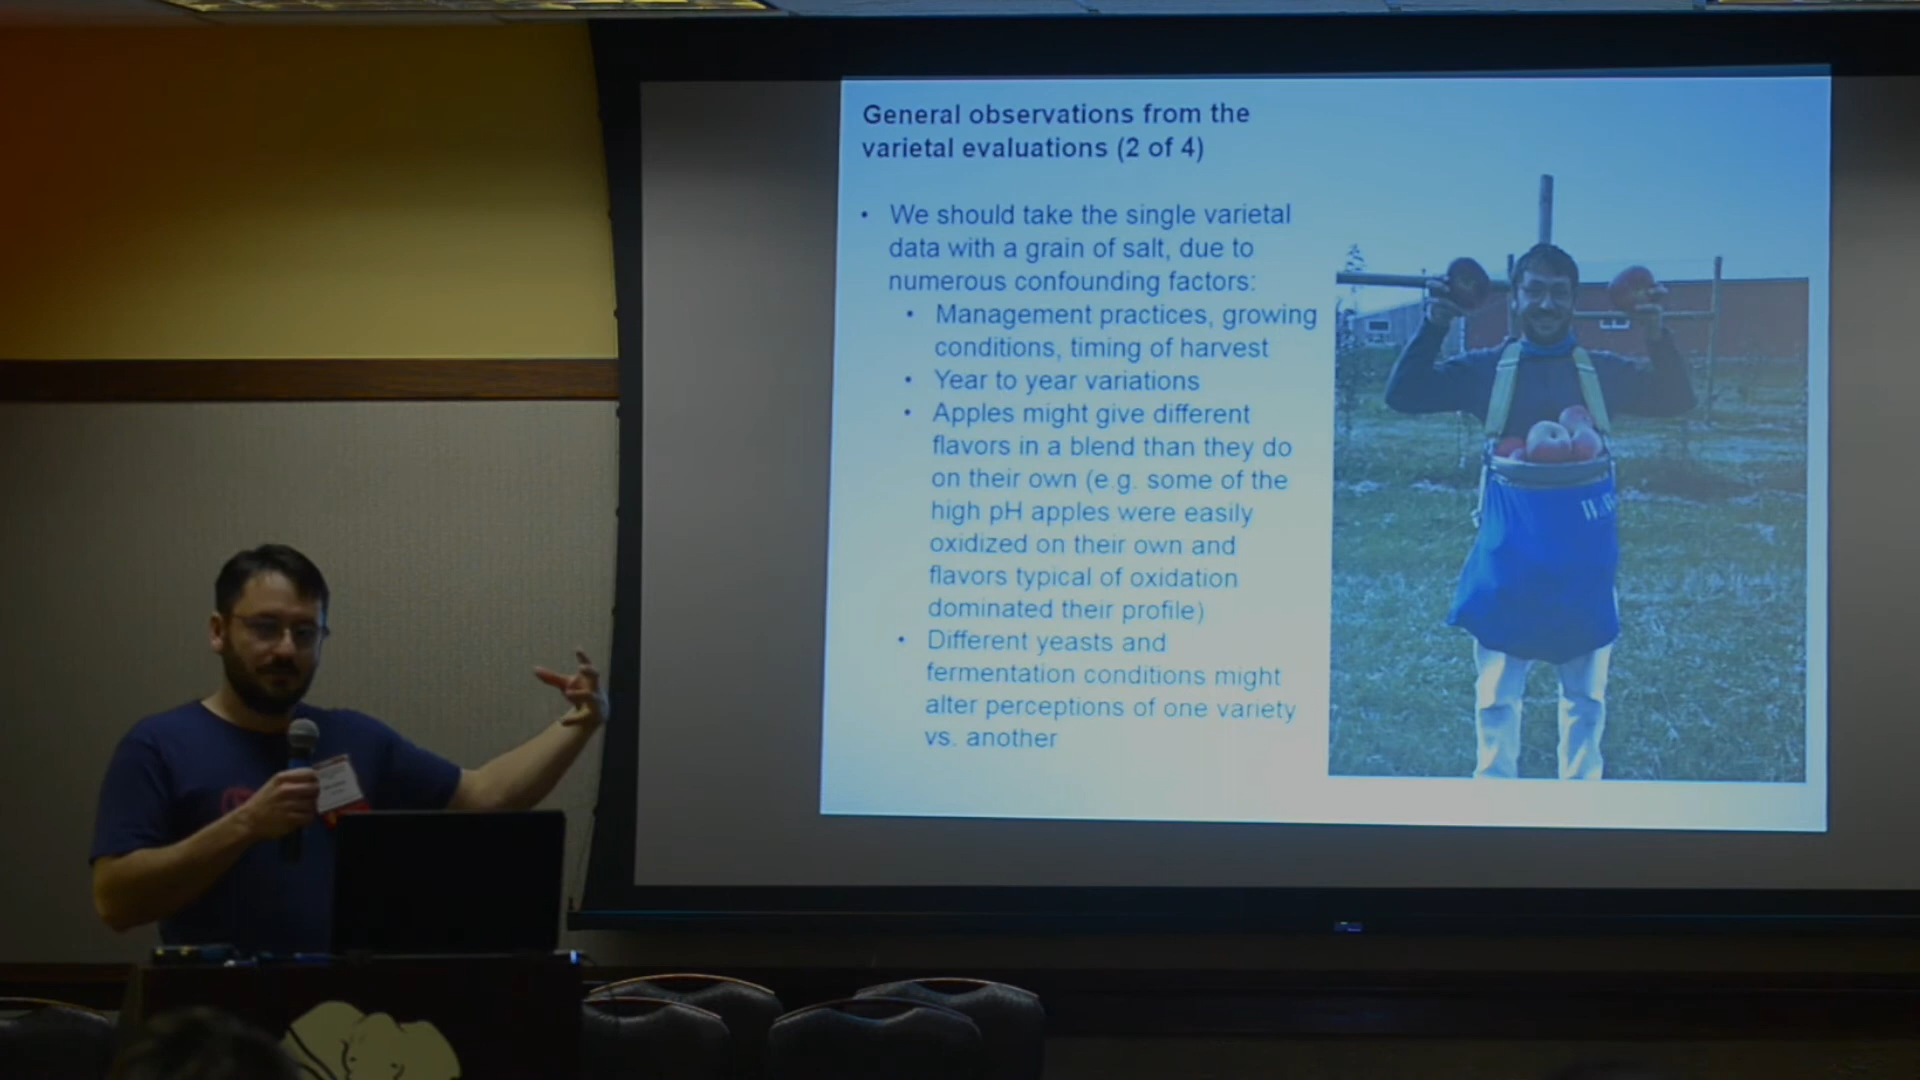 General observations from the
varietal evaluations (2 of 4)
• We should take the single varietal
data with a grain of salt, due to
numerous confounding factors:
• Management practices, growing
conditions, timing of harvest
• Year to year variations
• Apples might give different
flavors in a blend than they do
on their own (e.g. some of the
high pH apples were easily
oxidized on their own and
flavors typical of oxidation
dominated their profile)
• Different yeasts and
fermentation conditions might
alter perceptions of one variety
vs. another